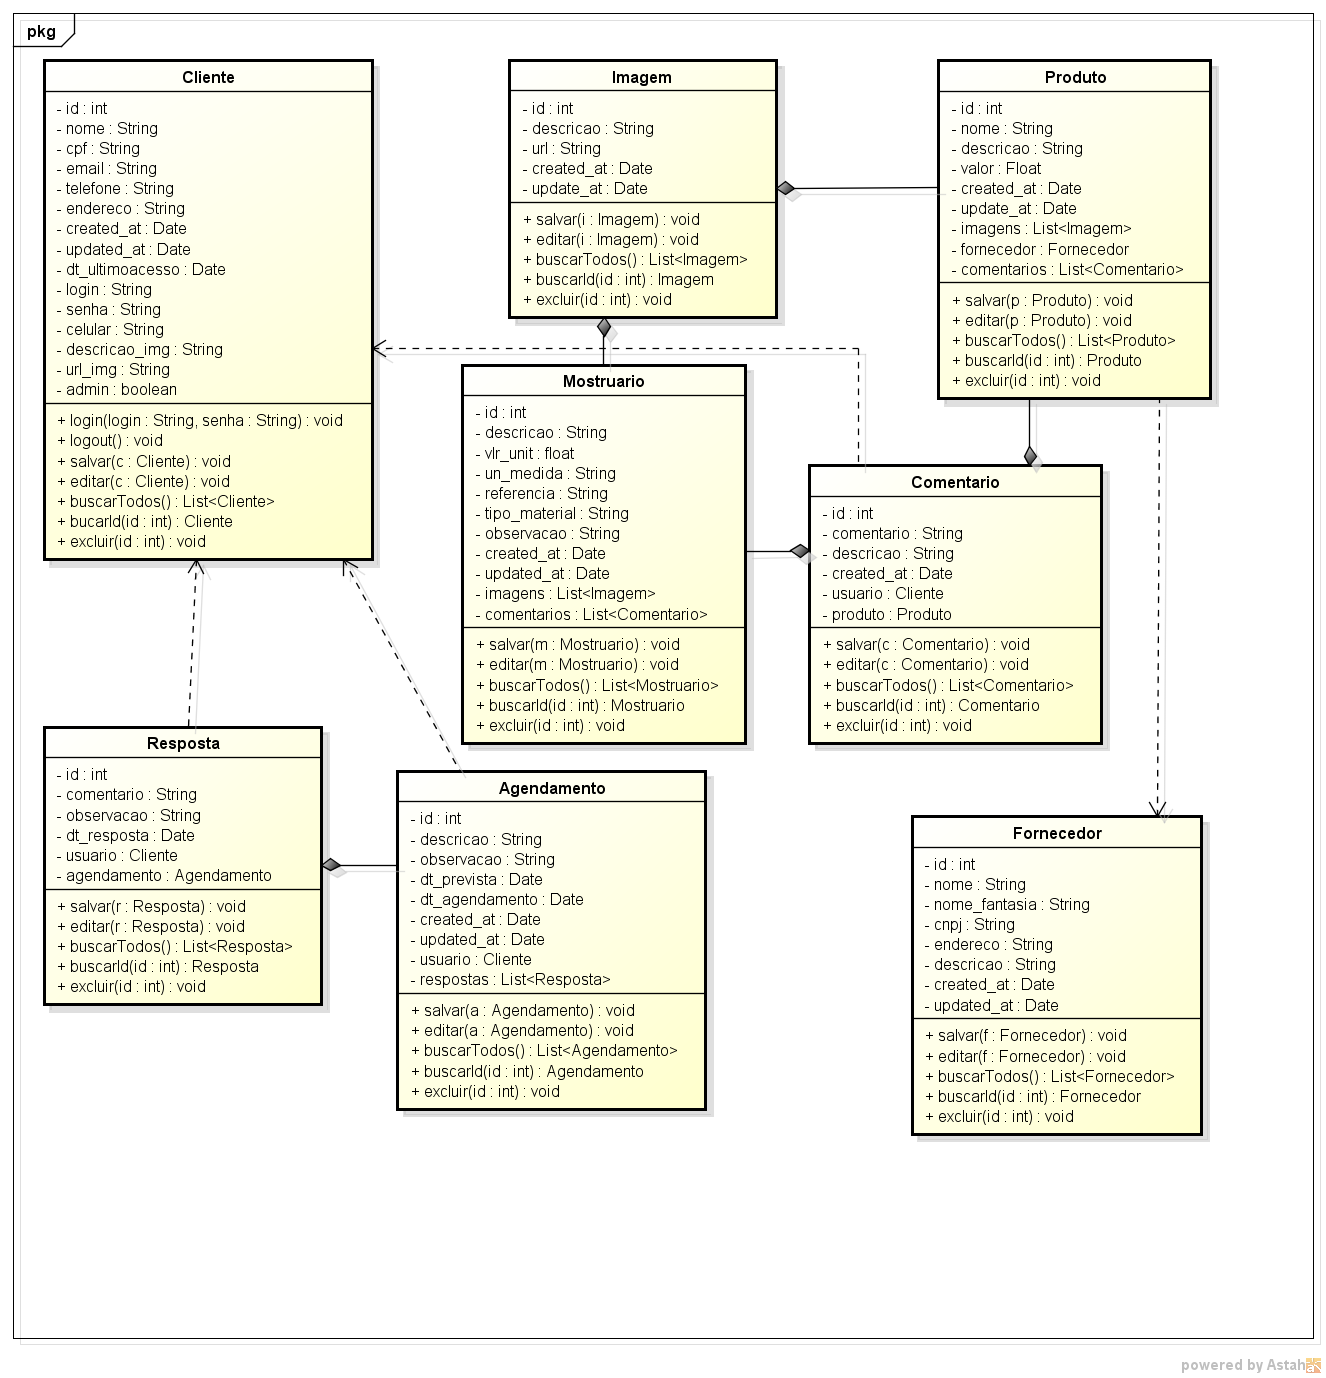 pkg
Cliente
- id : int
- nome : String
- cpf : String
- email : String
- telefone : String
- endereco : String
- created_at : Date
- updated_at : Date
- dt_ultimoacesso : Date
- login : String
- senha : String
- celular : String
- descricao_img : String
- url_img : String
- admin : boolean
+ login(login : String, senha : String) : void
+ logout() : void
+ salvar(c : Cliente) : void
+ editar(c : Cliente) : void
+ buscarTodos() : List<Cliente>
+ bucarId(id : int) : Cliente
+ excluir(id : int) : void
Imagem
- id : int
- descricao : String
- url : String
- created_at : Date
- update_at : Date
+ salvar(i : Imagem) : void
+ editar(i : Imagem) : void
+ buscarTodos() : List<Imagem>
+ buscarId(id : int) : Imagem
+ excluir(id : int) : void
Produto
- id : int
- nome : String
- descricao : String
- valor : Float
- created_at : Date
- update_at : Date
- imagens : List<Imagem>
- fornecedor : Fornecedor
- comentarios : List<Comentario>
+ salvar(p : Produto) : void
+ editar(p : Produto) : void
+ buscarTodos() : List<Produto>
+ buscarId(id : int) : Produto
+ excluir(id : int) : void
Mostruario
- id : int
- descricao : String
- vlr_unit : float
- un_medida : String
- referencia : String
- tipo_material : String
- observacao : String
- created_at : Date
- updated_at : Date
- imagens : List<Imagem>
- comentarios : List<Comentario>
+ salvar(m : Mostruario) : void
+ editar(m : Mostruario) : void
+ buscarTodos() : List<Mostruario>
+ buscarId(id : int) : Mostruario
+ excluir(id : int) : void
Comentario
- id : int
- comentario : String
- descricao : String
- created_at : Date
- usuario : Cliente
- produto : Produto
+ salvar(c : Comentario) : void
+ editar(c : Comentario) : void
+ buscarTodos() : List<Comentario>
+ buscarId(id : int) : Comentario
+ excluir(id : int) : void
Resposta
- id : int
- comentario : String
- observacao : String
- dt_resposta : Date
- usuario : Cliente
- agendamento : Agendamento
+ salvar(r : Resposta) : void
+ editar(r : Resposta) : void
+ buscarTodos() : List<Resposta>
+ buscarId(id : int) : Resposta
+ excluir(id : int) : void
Agendamento
- id : int
- descricao : String
- observacao : String
- dt_prevista : Date
- dt_agendamento : Date
- created_at : Date
- updated_at : Date
- usuario : Cliente
- respostas : List<Resposta>
+ salvar(a : Agendamento) : void
+ editar(a : Agendamento) : void
+ buscarTodos() : List<Agendamento>
+ buscarId(id : int) : Agendamento
+ excluir(id : int) : void
Fornecedor
- id : int
- nome : String
- nome_fantasia : String
- cnpj : String
- endereco : String
- descricao : String
- created_at : Date
- updated_at : Date
+ salvar(f : Fornecedor) : void
+ editar(f : Fornecedor) : void
+ buscarTodos() : List<Fornecedor>
+ buscarId(id : int) : Fornecedor
+ excluir(id : int) : void
powered by Astah